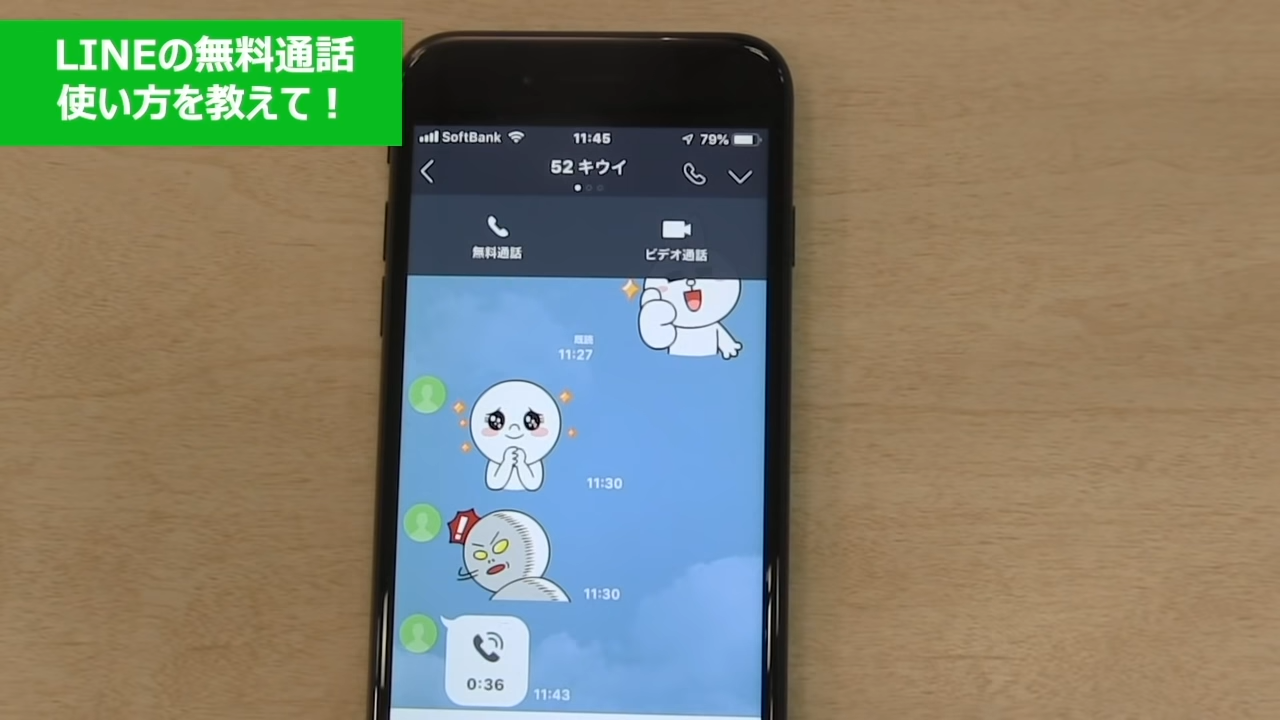 LINEの無料通話
使い方を教えて！
SoftBank 11:45 79%
52 キウイ
無料通話 ビデオ通話
既読
11:27
11:30
!
11:30
0:36
11:43